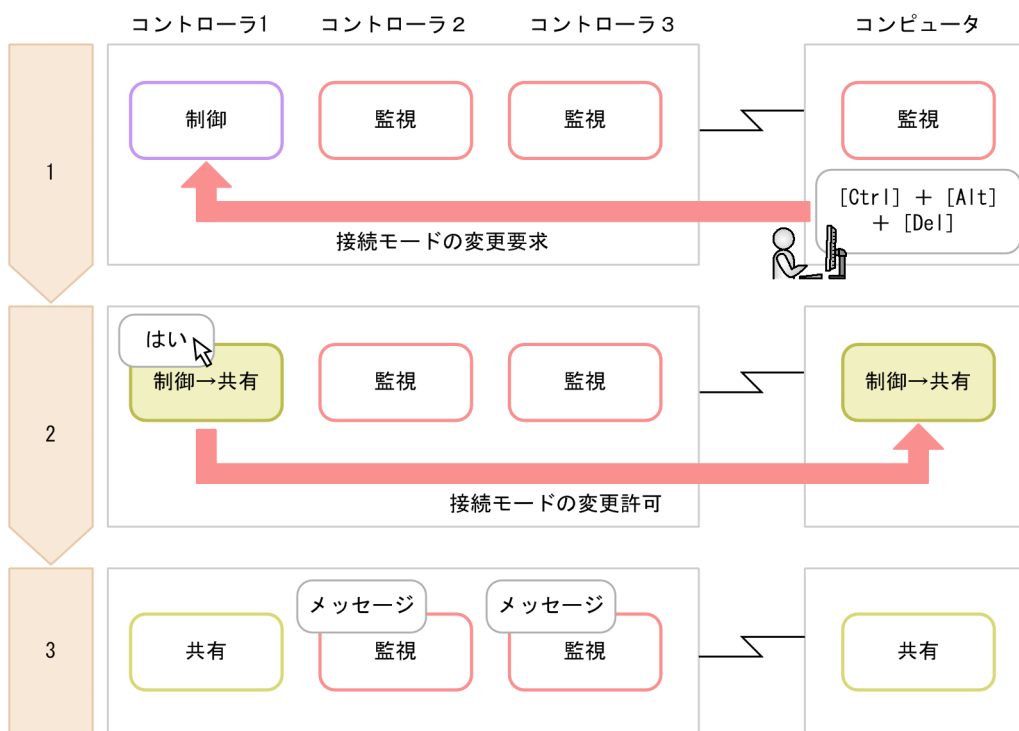 コントローラ1
コントローラ2
コントローラ3
コンピュータ
1
制御
監視
監視
監視
[Ctrl] + [Alt]
+ [Del]
接続モードの変更要求
2
はい
制御→共有
監視
監視
制御→共有
接続モードの変更許可
3
メッセージ
メッセージ
共有
監視
監視
共有